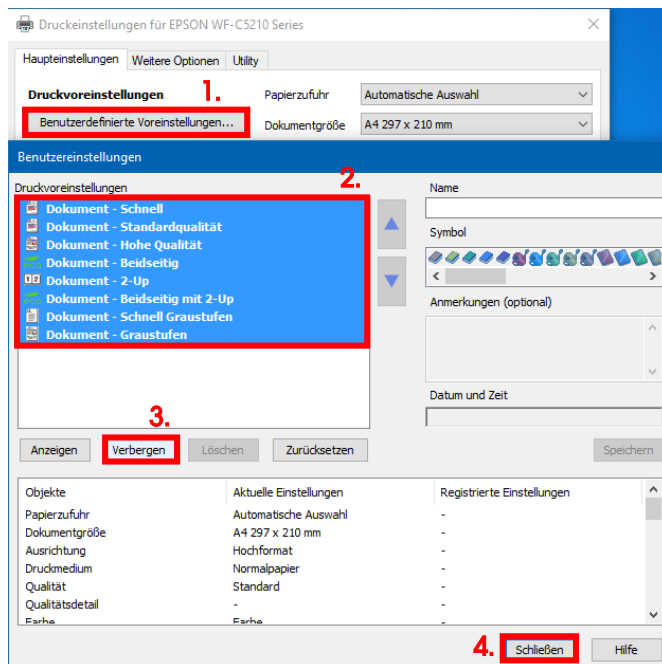 Druckeinstellungen für EPSON WF-C5210 Series
Haupteinstellungen Weitere Optionen Utility
Druckvoreinstellungen 1. Papierzufuhr Automatische Auswahl
Benutzerdefinierte Voreinstellungen... Dokumentgröße A4 297 x 210 mm
Benutzereinstellungen
Druckvoreinstellungen 2. Name
Dokument - Schnell
Dokument - Standardqualität
Symbol
Dokument - Hohe Qualität
Dokument - Beidseitig
1 2 Dokument - 2-Up
Dokument - Beidseitig mit 2-Up
Anmerkungen (optional)
Dokument - Schnell Graustufen
Dokument - Graustufen
Datum und Zeit
3.
Anzeigen Verbergen Löschen Zurücksetzen Speichern
Objekte Aktuelle Einstellungen Registrierte Einstellungen
Papierzufuhr Automatische Auswahl -
Dokumentgröße A4 297 x 210 mm -
Ausrichtung Hochformat -
Druckmedium Normalpapier -
Qualität Standard -
Qualitätsdetail - -
Farbe Farbe -
4. Schließen Hilfe